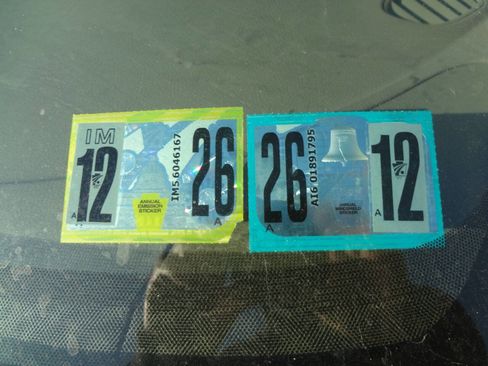 IM
12
A
IM5 6046167
ANNUAL
EMISSION
STICKER
26
A
26
A
AI6 01891795
ANNUAL
WINDSHIELD
STICKER
12
A